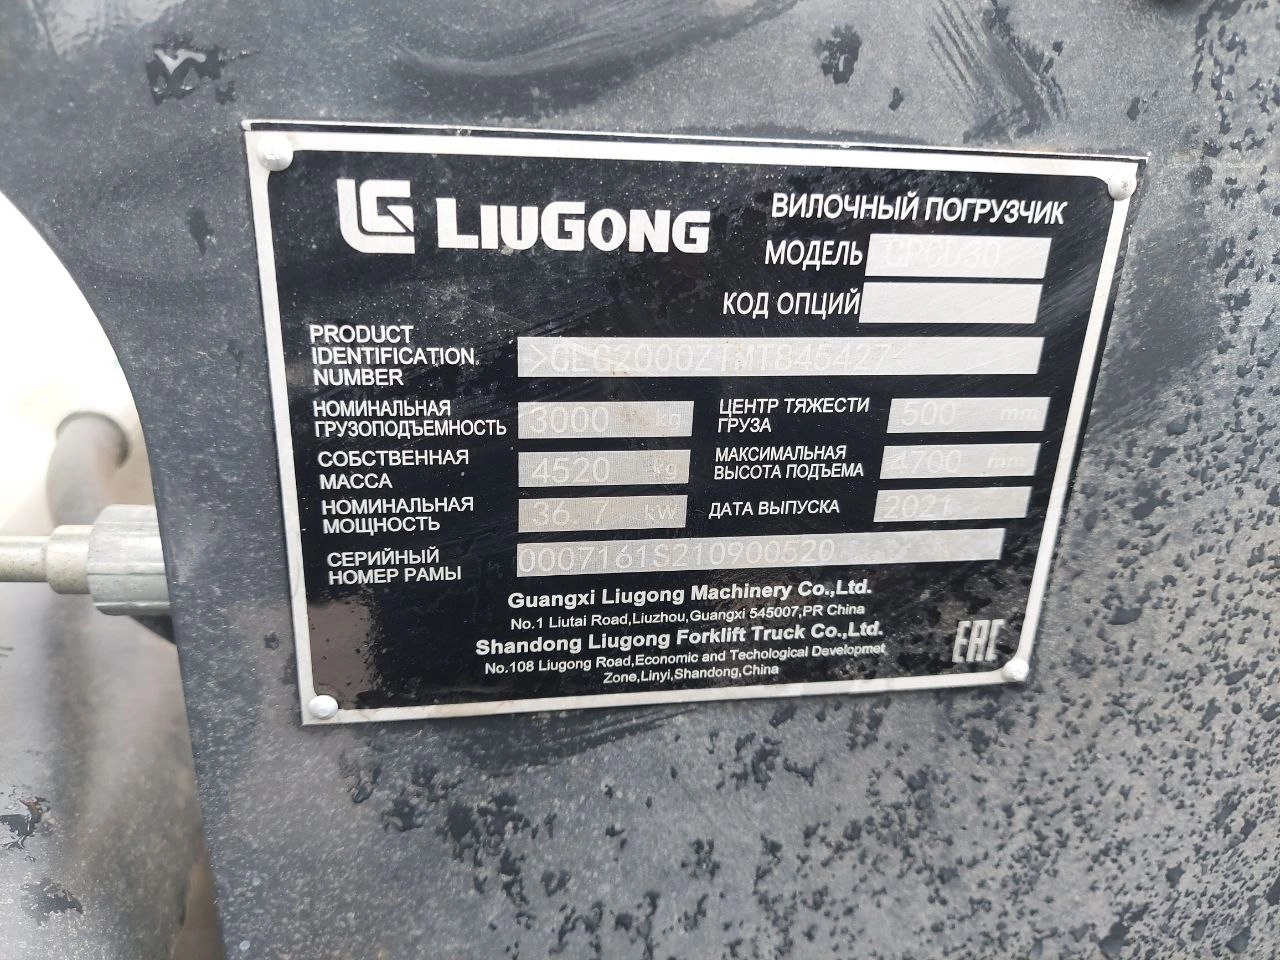 LG LIUGONG
ВИЛОЧНЫЙ ПОГРУЗЧИК
МОДЕЛЬ CPCD30
КОД ОПЦИЙ
PRODUCT
IDENTIFICATION
NUMBER
>CLG2000ZTMT845427<
НОМИНАЛЬНАЯ
ГРУЗОПОДЪЕМНОСТЬ
3000 kg
ЦЕНТР ТЯЖЕСТИ
ГРУЗА
500 mm
СОБСТВЕННАЯ
МАССА
4520 kg
МАКСИМАЛЬНАЯ
ВЫСОТА ПОДЪЕМА
4700 mm
НОМИНАЛЬНАЯ
МОЩНОСТЬ
36.7 kW
ДАТА ВЫПУСКА
2021
СЕРИЙНЫЙ
НОМЕР РАМЫ
0007161S210900520
Guangxi Liugong Machinery Co.,Ltd.
No.1 Liutai Road,Liuzhou,Guangxi 545007,PR China
Shandong Liugong Forklift Truck Co.,Ltd.
No.108 Liugong Road,Economic and Techological Developmet
Zone,Linyi,Shandong,China
EAC